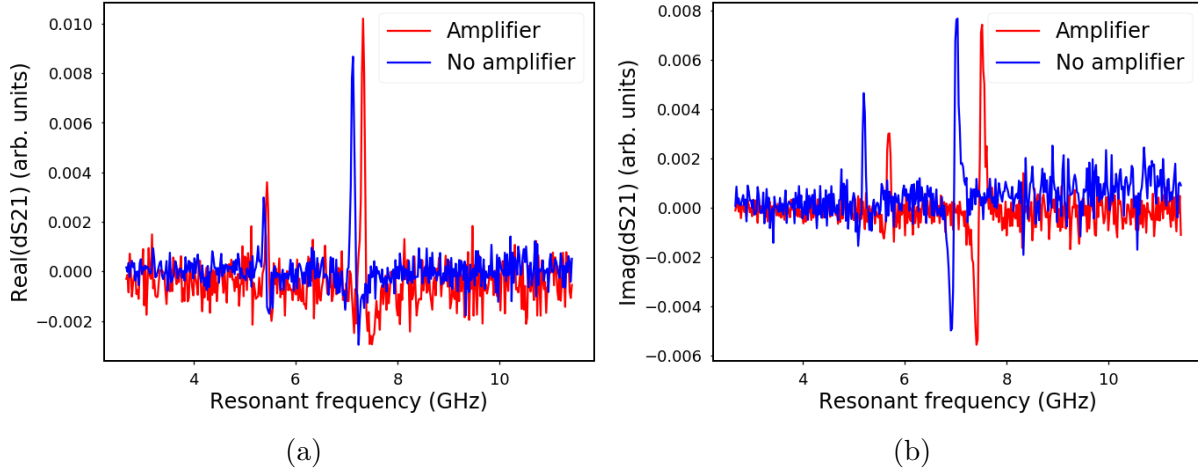 Real(dS21) (arb. units)
0.010
0.008
0.006
0.004
0.002
0.000
−0.002
4
6
8
10
Resonant frequency (GHz)
Amplifier
No amplifier
(a)
Imag(dS21) (arb. units)
0.008
0.006
0.004
0.002
0.000
−0.002
−0.004
−0.006
4
6
8
10
Resonant frequency (GHz)
Amplifier
No amplifier
(b)